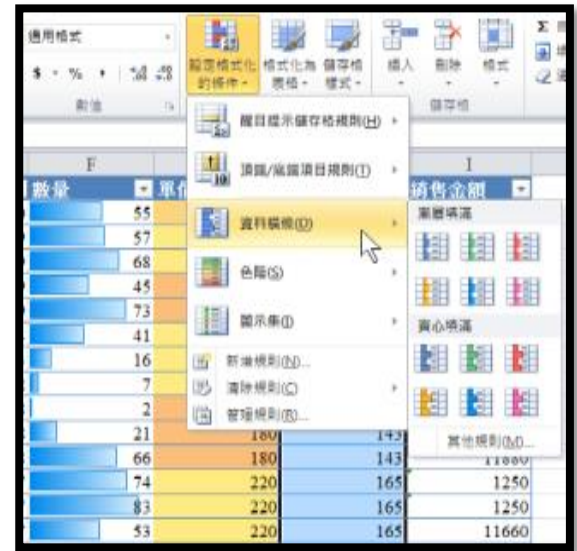 通用格式
$ % ,
數值
設定格式化
的條件
格式化為
表格
儲存格
樣式
插入
刪除
格式
儲存格
Σ
醒目提示儲存格規則(H)
頂端/底端項目規則(T)
資料橫條(D)
色階(S)
圖示集(I)
新增規則(N)...
清除規則(C)
管理規則(R)...
漸層填滿
實心填滿
其他規則(M)...
F
I
數量
銷售金額
55
57
68
45
73
41
16
7
2
21 180 143
66 180 143 11880
74 220 165 1250
83 220 165 1250
53 220 165 11660